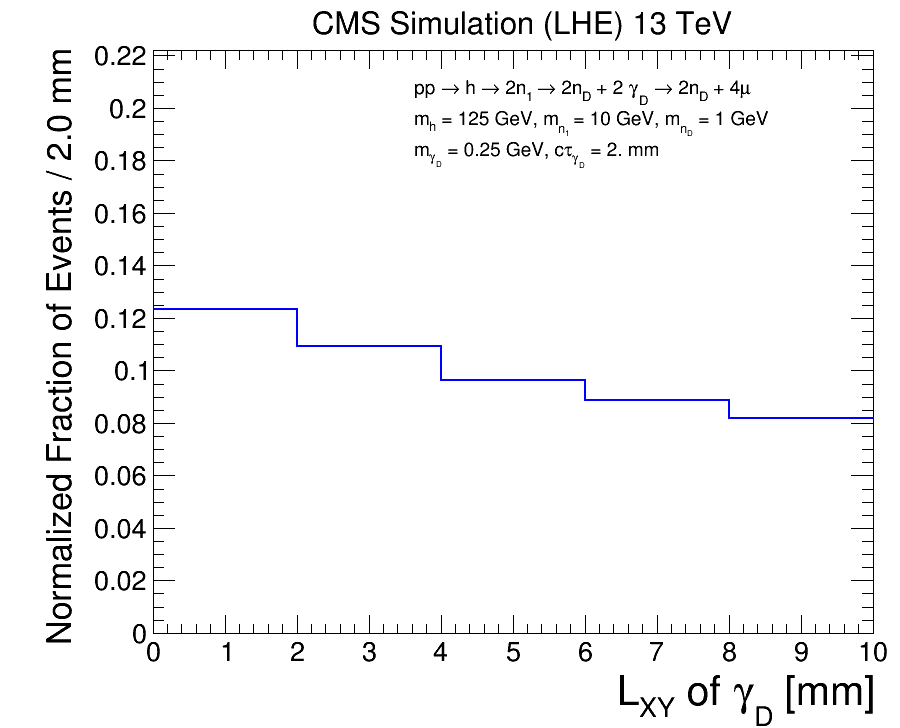 CMS Simulation (LHE) 13 TeV
pp → h → 2n1 → 2nD + 2 γD → 2nD + 4μ
mh = 125 GeV, mn1 = 10 GeV, mnD = 1 GeV
mγD = 0.25 GeV, cτγD = 2. mm
Normalized Fraction of Events / 2.0 mm
0.22
0.2
0.18
0.16
0.14
0.12
0.1
0.08
0.06
0.04
0.02
0
0 1 2 3 4 5 6 7 8 9 10
LXY of γD [mm]